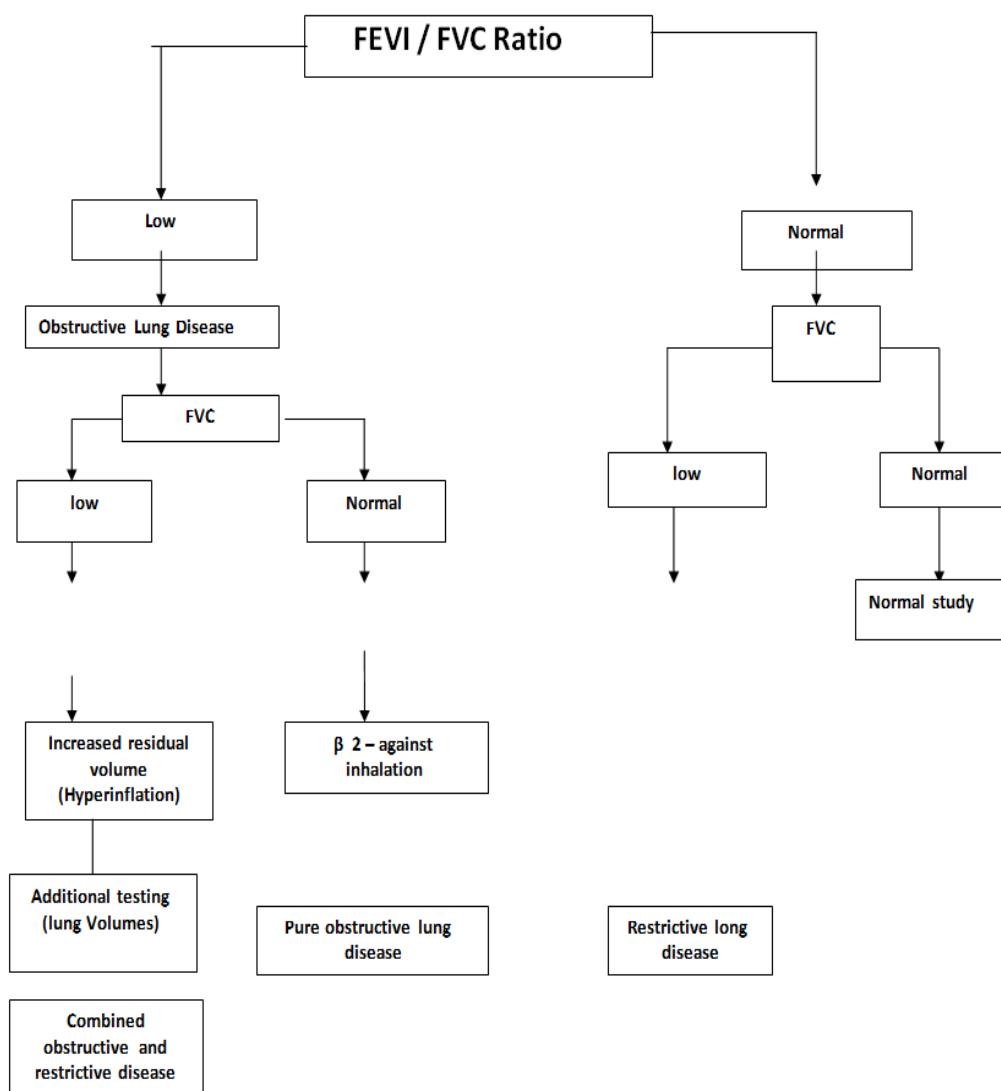 FEVI / FVC Ratio
Low
Normal
Obstructive Lung Disease
FVC
FVC
low
Normal
low
Normal
Normal study
Increased residual
volume
(Hyperinflation)
β 2 – against
inhalation
Additional testing
(lung Volumes)
Pure obstructive lung
disease
Restrictive long
disease
Combined
obstructive and
restrictive disease